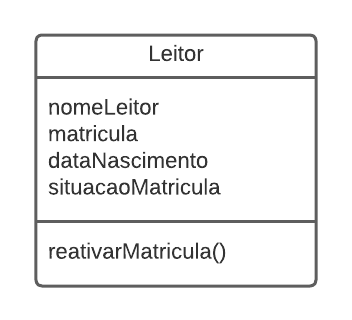 Leitor
nomeLeitor
matricula
dataNascimento
situacaoMatricula
reativarMatricula()